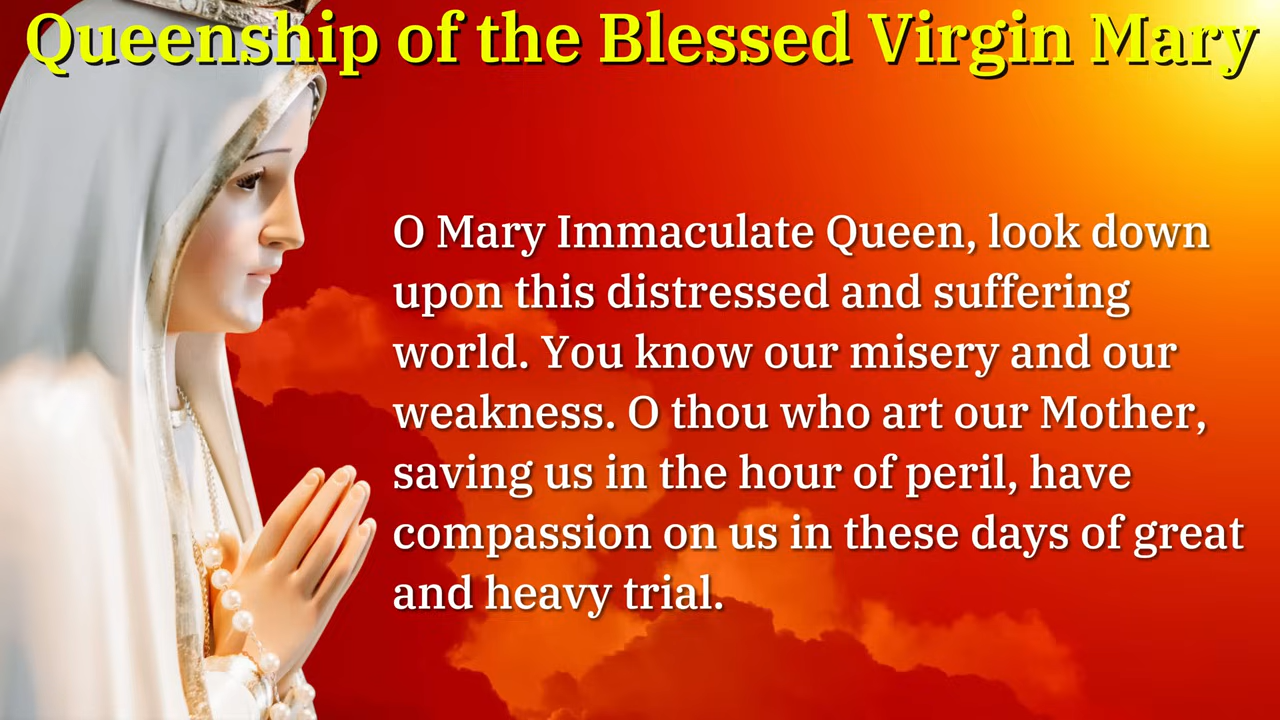 Queenship of the Blessed Virgin Mary
O Mary Immaculate Queen, look down
upon this distressed and suffering
world. You know our misery and our
weakness. O thou who art our Mother,
saving us in the hour of peril, have
compassion on us in these days of great
and heavy trial.